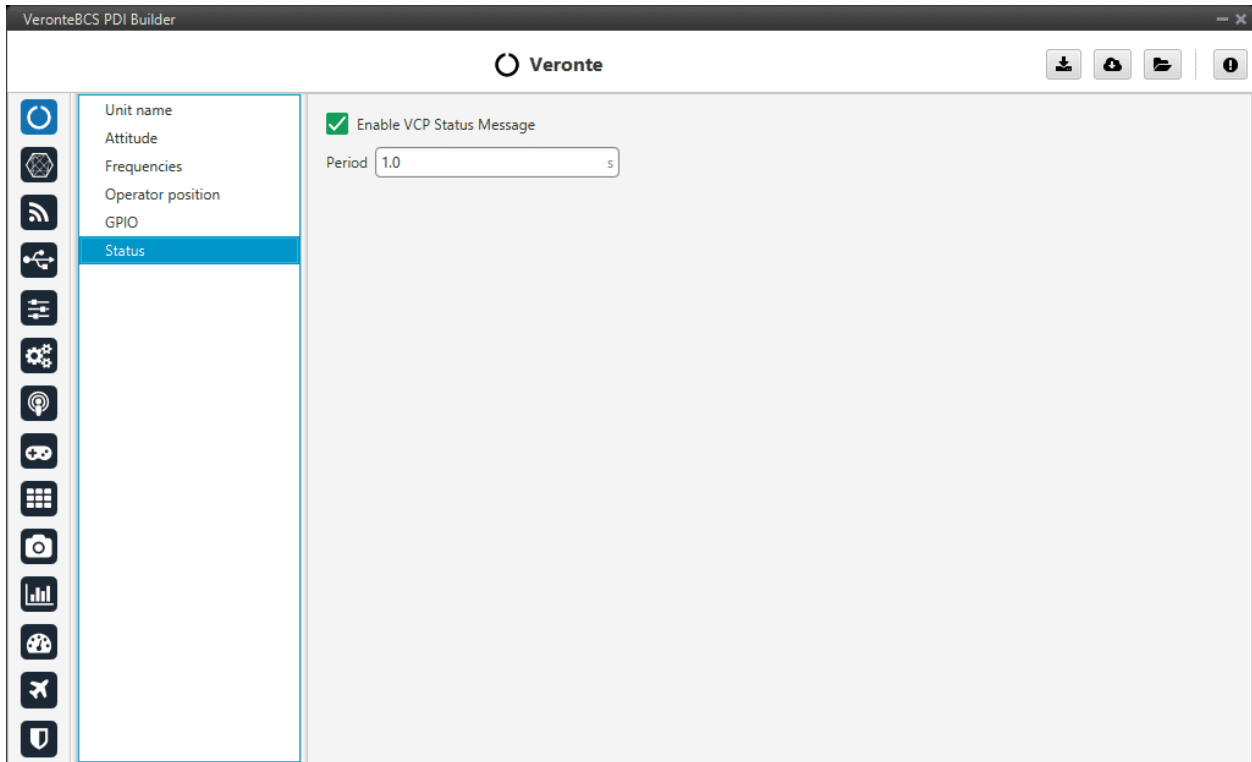 VeronteBCS PDI Builder
Veronte
Unit name
Attitude
Frequencies
Operator position
GPIO
Status
Enable VCP Status Message
Period 1.0 s